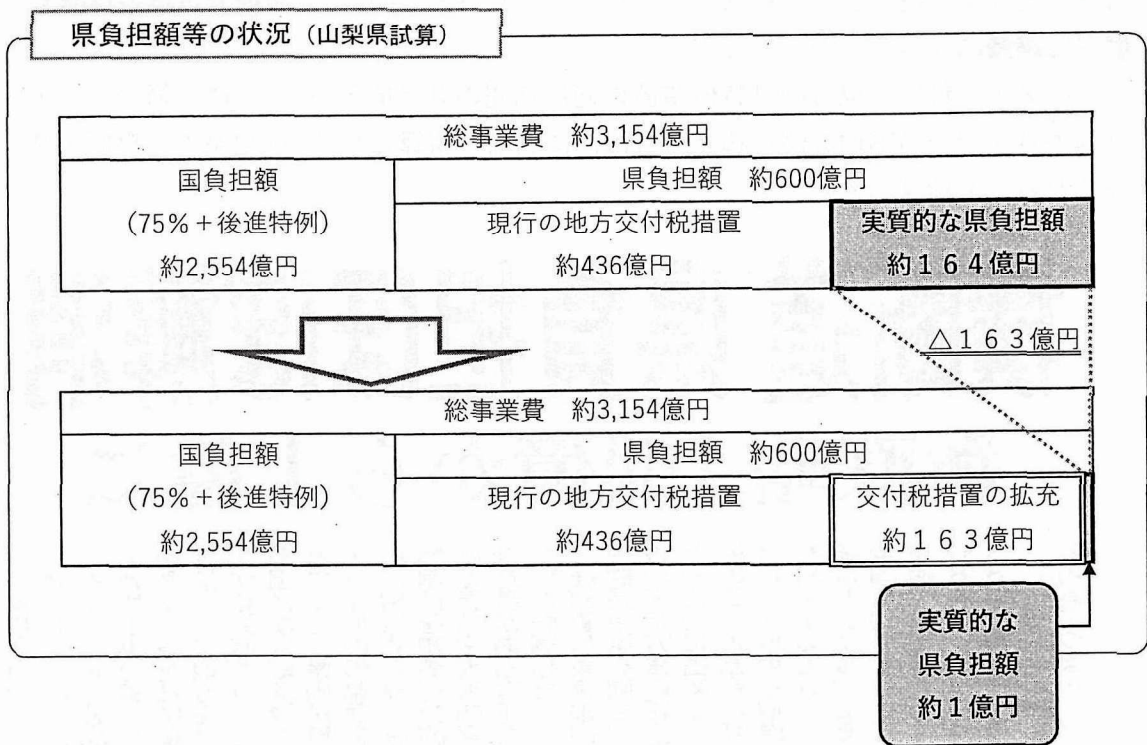 県負担額等の状況（山梨県試算）
総事業費　約3,154億円
国負担額
(75%＋後進特例)
約2,554億円
県負担額　約600億円
現行の地方交付税措置
約436億円
実質的な県負担額
約１６４億円
△１６３億円
総事業費　約3,154億円
国負担額
(75%＋後進特例)
約2,554億円
県負担額　約600億円
現行の地方交付税措置
約436億円
交付税措置の拡充
約１６３億円
実質的な
県負担額
約１億円